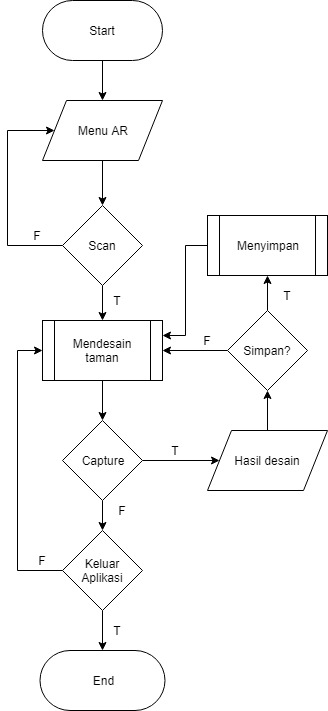 Start
Menu AR
F
Scan
T
Menyimpan
T
Mendesain
taman
F
Simpan?
Capture
T
Hasil desain
F
Keluar
Aplikasi
F
T
End